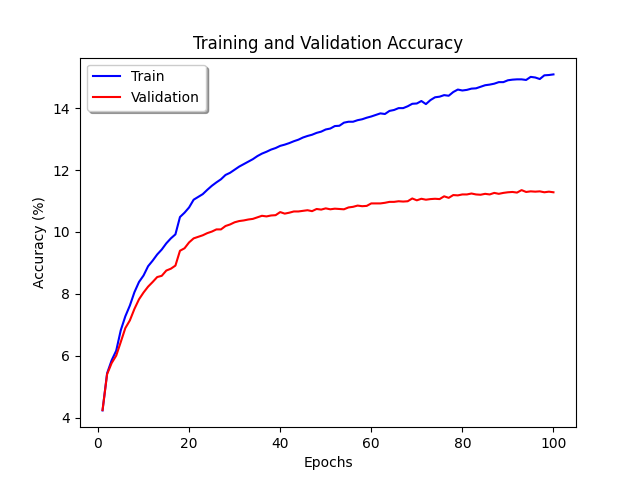 Training and Validation Accuracy
Train
Validation
Accuracy (%)
14
12
10
8
6
4
0 20 40 60 80 100
Epochs